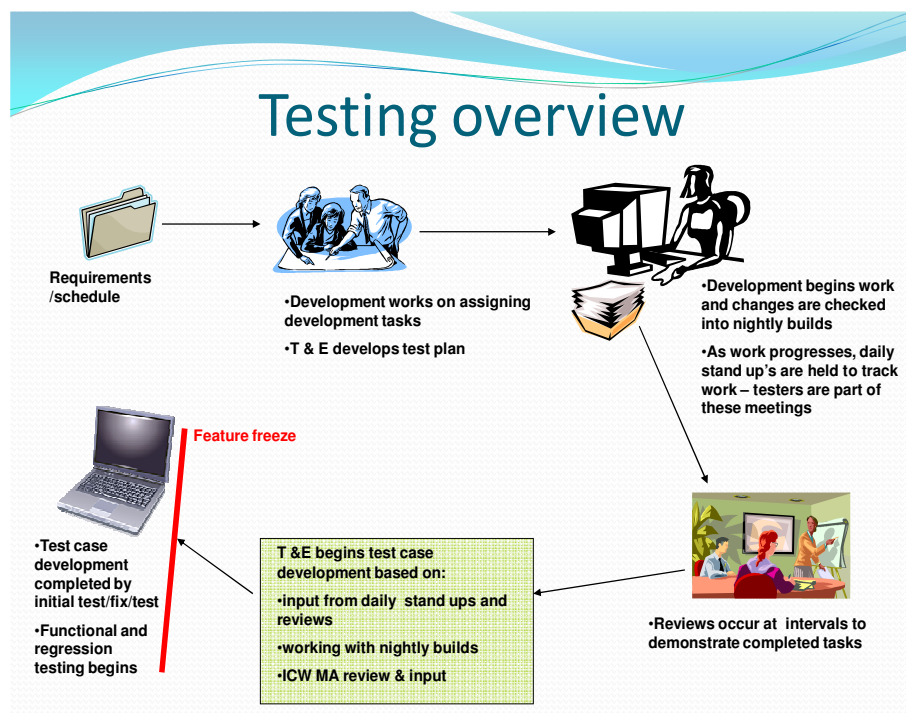 Testing overview
Requirements
/schedule
•Development works on assigning
development tasks
•T & E develops test plan
•Development begins work
and changes are checked
into nightly builds
•As work progresses, daily
stand up's are held to track
work – testers are part of
these meetings
•Reviews occur at intervals to
demonstrate completed tasks
T &E begins test case
development based on:
•input from daily stand ups and
reviews
•working with nightly builds
•ICW MA review & input
Feature freeze
•Test case
development
completed by
initial test/fix/test
•Functional and
regression
testing begins